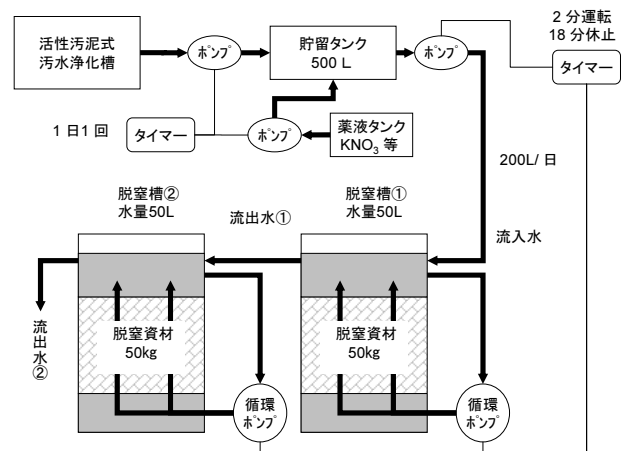 活性汚泥式
汚水浄化槽
ポンプ
貯留タンク
500 L
ポンプ
2 分運転
18 分休止
タイマー
1 日1 回
タイマー
ポンプ
薬液タンク
KNO3 等
200L/ 日
脱窒槽②
水量50L
流出水①
脱窒槽①
水量50L
流入水
脱窒資材
50kg
脱窒資材
50kg
流出水②
循環
ポンプ
循環
ポンプ